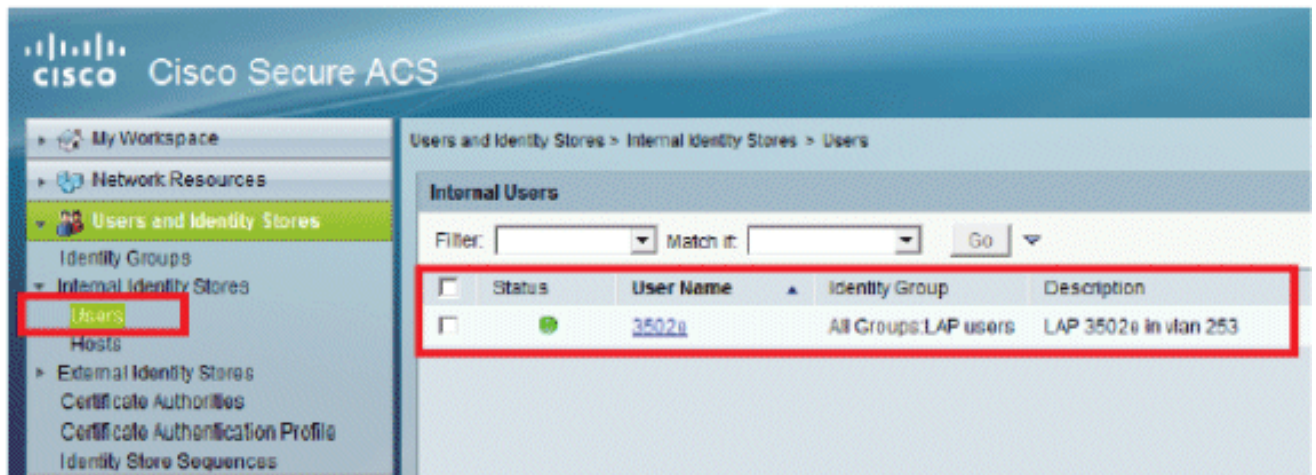 CISCO Cisco Secure ACS
My Workspace
Network Resources
Users and Identity Stores
Identity Groups
Internal Identity Stores
Users
Hosts
External Identity Stores
Certificate Authorities
Certificate Authentication Profile
Identity Store Sequences
Users and Identity Stores > Internal Identity Stores > Users
Internal Users
Filter: Match if: Go
Status User Name Identity Group Description
3502e All Groups:LAP users LAP 3502e in vlan 253